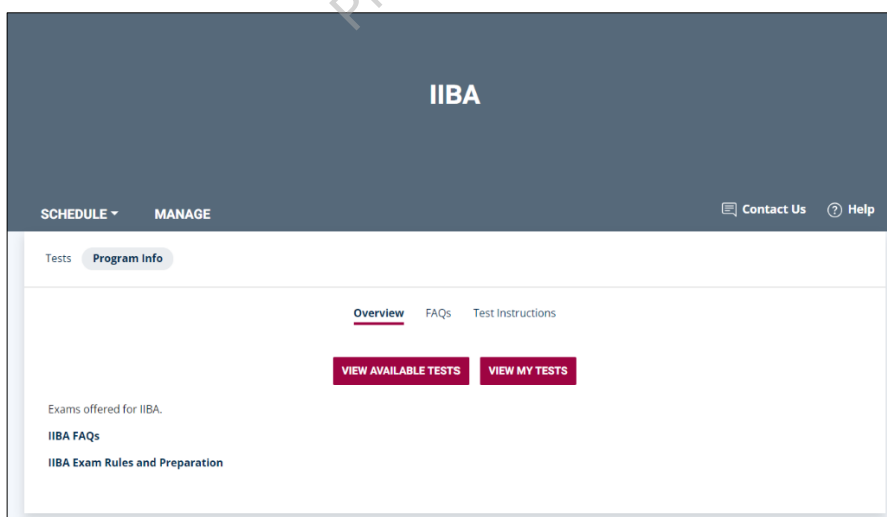 IIBA
SCHEDULE MANAGE Contact Us Help
Tests Program Info
Overview FAQs Test Instructions
VIEW AVAILABLE TESTS VIEW MY TESTS
Exams offered for IIBA.
IIBA FAQs
IIBA Exam Rules and Preparation